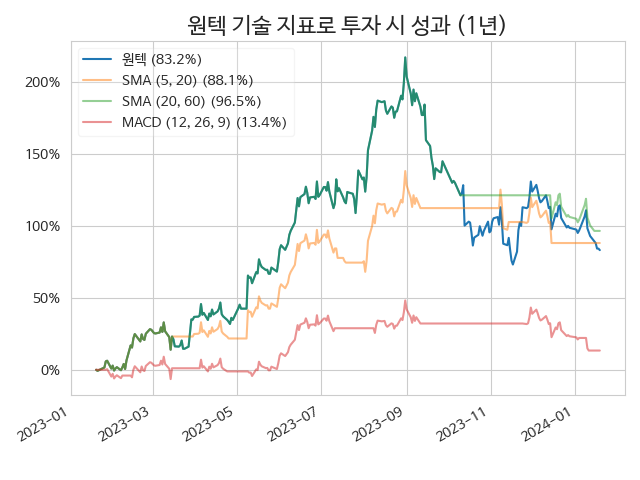 원텍 기술 지표로 투자 시 성과 (1년)
원텍 (83.2%)
SMA (5, 20) (88.1%)
SMA (20, 60) (96.5%)
MACD (12, 26, 9) (13.4%)
200%
150%
100%
50%
0%
2023-01
2023-03
2023-05
2023-07
2023-09
2023-11
2024-01